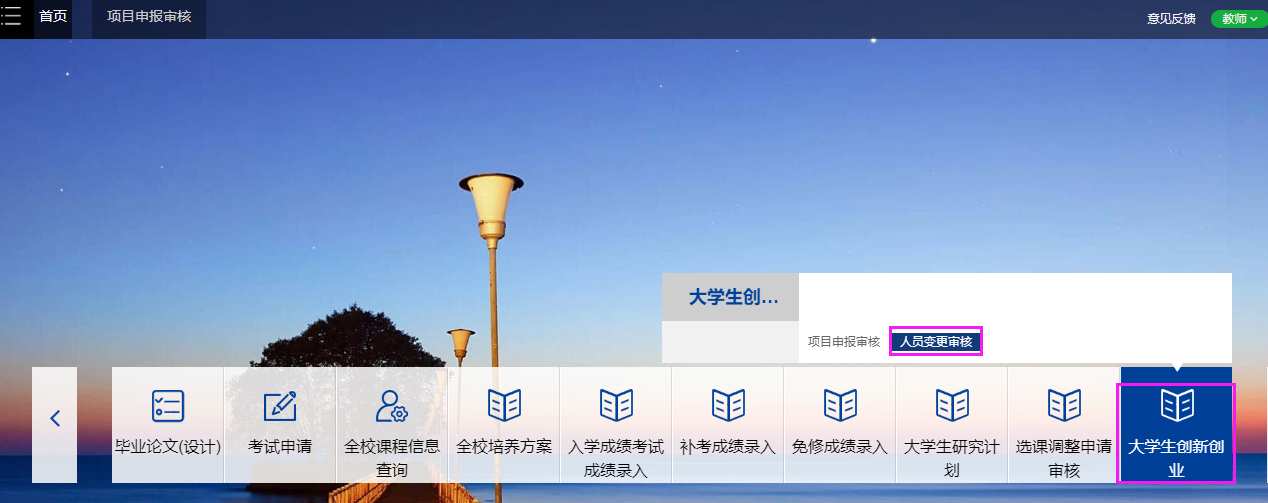 首页
项目申报审核
意见反馈
教师
大学生创...
项目申报审核
人员变更审核
毕业论文(设计)
考试申请
全校课程信息
查询
全校培养方案
入学成绩考试
成绩录入
补考成绩录入
免修成绩录入
大学生研究计
划
选课调整申请
审核
大学生创新创
业